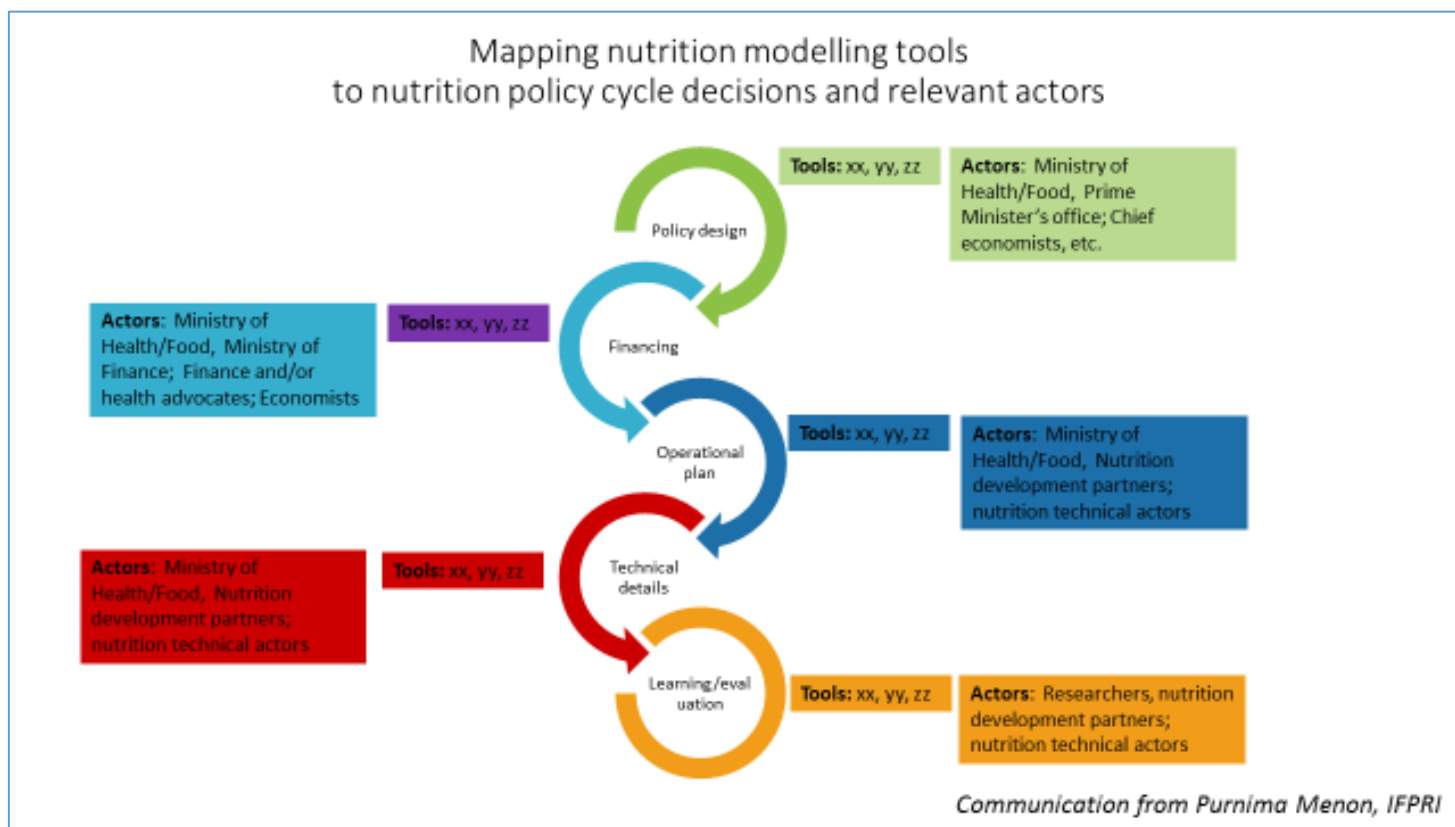 Mapping nutrition modelling tools
to nutrition policy cycle decisions and relevant actors
Policy design
Tools: xx, yy, zz
Actors: Ministry of
Health/Food, Prime
Minister's office; Chief
economists, etc.
Actors: Ministry of
Health/Food, Ministry of
Finance; Finance and/or
health advocates; Economists
Tools: xx, yy, zz
Financing
Operational
plan
Tools: xx, yy, zz
Actors: Ministry of
Health/Food, Nutrition
development partners;
nutrition technical actors
Actors: Ministry of
Health/Food, Nutrition
development partners;
nutrition technical actors
Tools: xx, yy, zz
Technical
details
Learning/eval
uation
Tools: xx, yy, zz
Actors: Researchers, nutrition
development partners;
nutrition technical actors
Communication from Purnima Menon, IFPRI